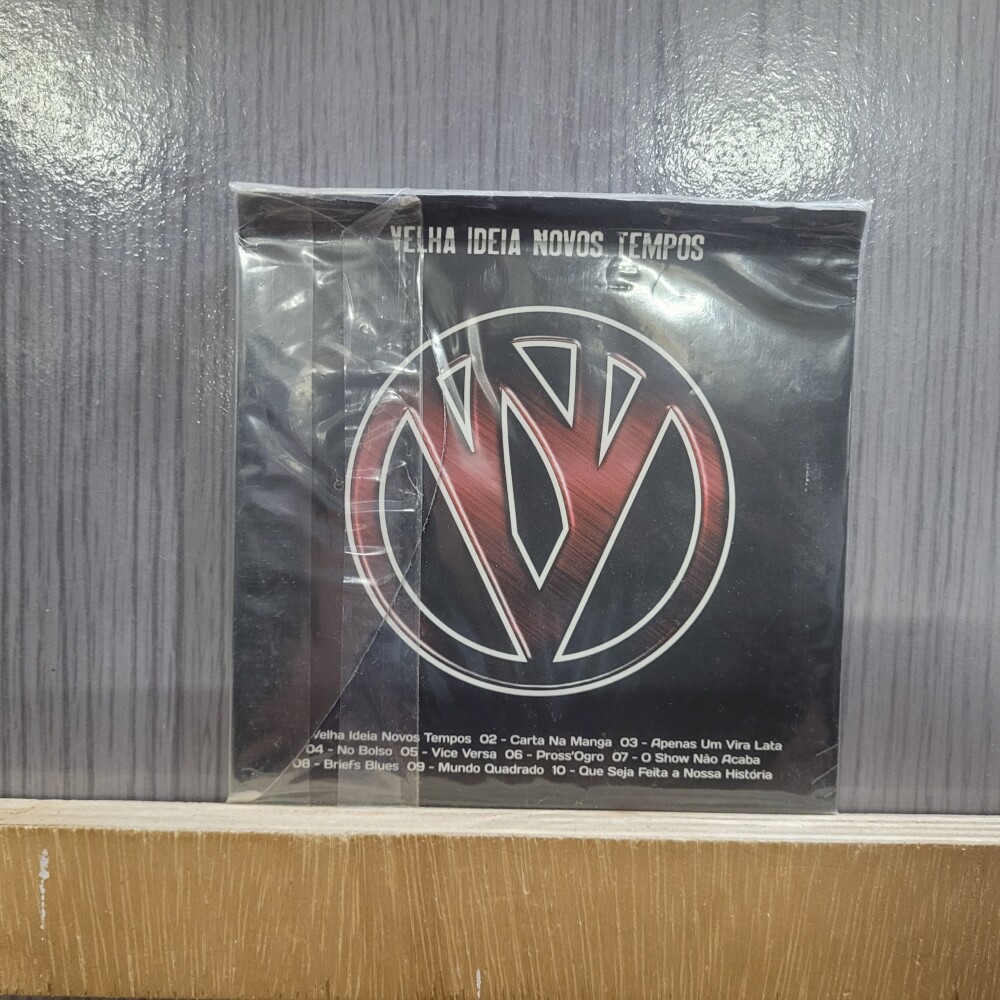 VELHA IDEIA NOVOS TEMPOS
Velha Ideia Novos Tempos 02 - Carta Na Manga 03 - Apenas Um Vira Lata
04 - No Bolso 05 - Vice Versa 06 - Pross'Ogro 07 - O Show Não Acaba
08 - Briefs Blues 09 - Mundo Quadrado 10 - Que Seja Feita a Nossa História